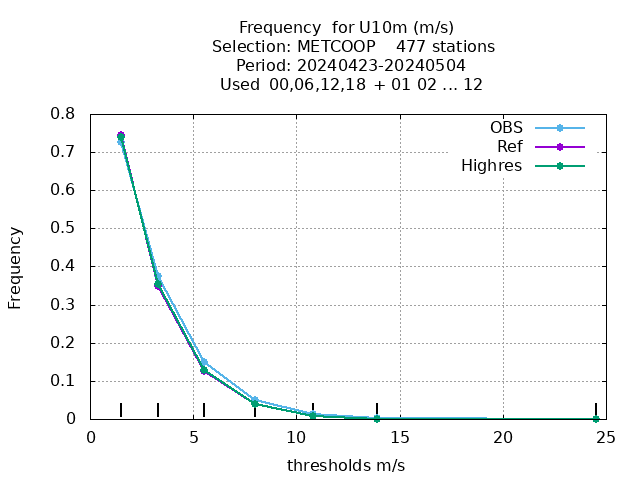 Frequency  for U10m (m/s)
Selection: METCOOP    477 stations
Period: 20240423-20240504
Used  00,06,12,18  + 01 02 ... 12
0.8
0.7
0.6
0.5
0.4
0.3
0.2
0.1
0
Frequency
OBS
Ref
Highres
0 5 10 15 20 25
thresholds m/s